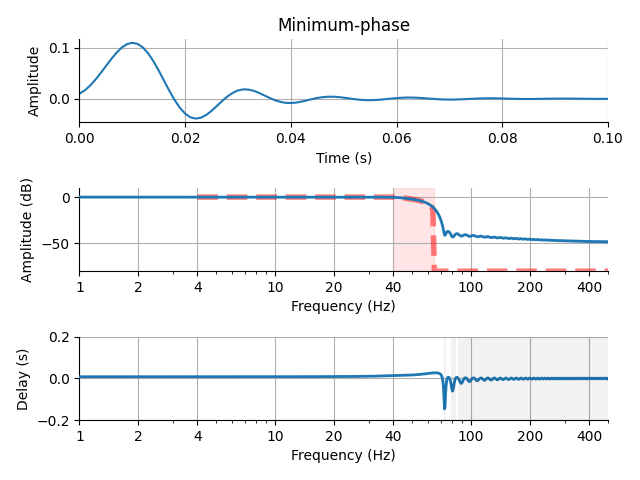 Minimum-phase
Amplitude
0.1
0.0
0.00 0.02 0.04 0.06 0.08 0.10
Time (s)
Amplitude (dB)
0
−50
1 2 4 10 20 40 100 200 400
Frequency (Hz)
Delay (s)
0.2
0.0
−0.2
1 2 4 10 20 40 100 200 400
Frequency (Hz)